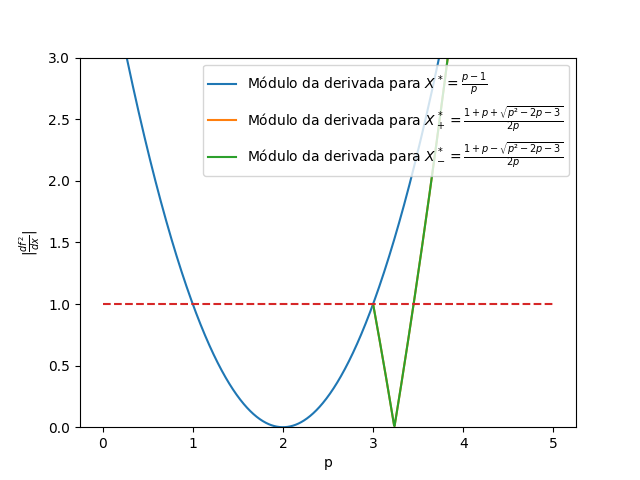 3.0
2.5
2.0
1.5
1.0
0.5
0.0
|df²/dx|
Módulo da derivada para X* = p−1/p
Módulo da derivada para X*₊ = 1+p+√p²−2p−3/2p
Módulo da derivada para X*₋ = 1+p−√p²−2p−3/2p
0 1 2 3 4 5
p